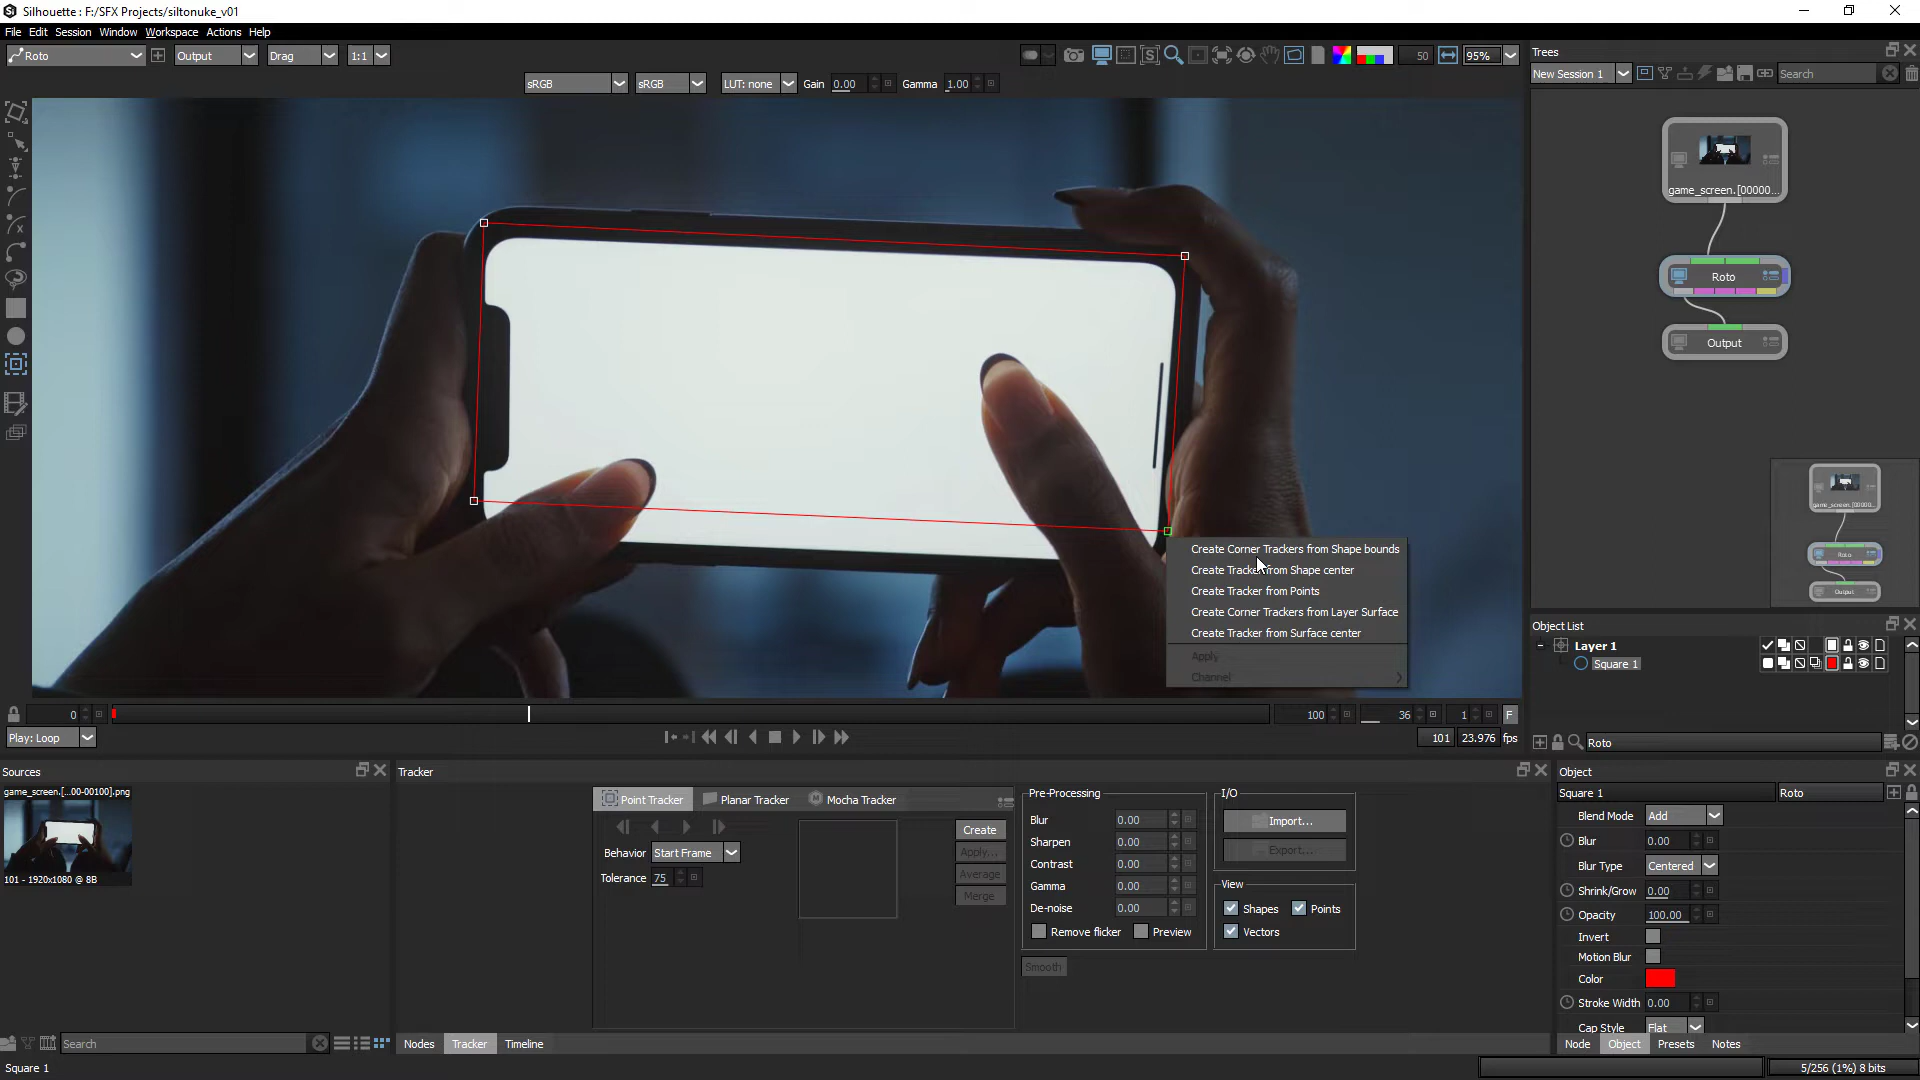 Silhouette : F:/SFX Projects/siltonuke_v01
File Edit Session Window Workspace Actions Help
Roto Output Drag 1:1 50 95%
sRGB sRGB LUT: none Gain 0.00 Gamma 1.00
Trees
New Session 1 Search
game_screen.[00000...
Roto
Output
game_screen.[00000...
Roto
Output
Create Corner Trackers from Shape bounds
Create Tracker from Shape center
Create Tracker from Points
Create Corner Trackers from Layer Surface
Create Tracker from Surface center
Apply
Channel
Object List
Layer 1
Square 1
Roto
0 100 36 1 F
Play: Loop 101 23.976 fps
Sources
game_screen.[...00-00100].png
101 - 1920x1080 @ 8B
Search
Tracker
Point Tracker Planar Tracker Mocha Tracker
Behavior Start Frame
Tolerance 75
Create
Apply...
Average
Merge
Pre-Processing
Blur 0.00
Sharpen 0.00
Contrast 0.00
Gamma 0.00
De-noise 0.00
Remove flicker Preview
Smooth
I/O
Import...
Export...
View
Shapes Points
Vectors
Nodes Tracker Timeline
Object
Square 1 Roto
Blend Mode Add
Blur 0.00
Blur Type Centered
Shrink/Grow 0.00
Opacity 100.00
Invert
Motion Blur
Color
Stroke Width 0.00
Cap Style Flat
Node Object Presets Notes
Square 1
5/256 (1%) 8 bits